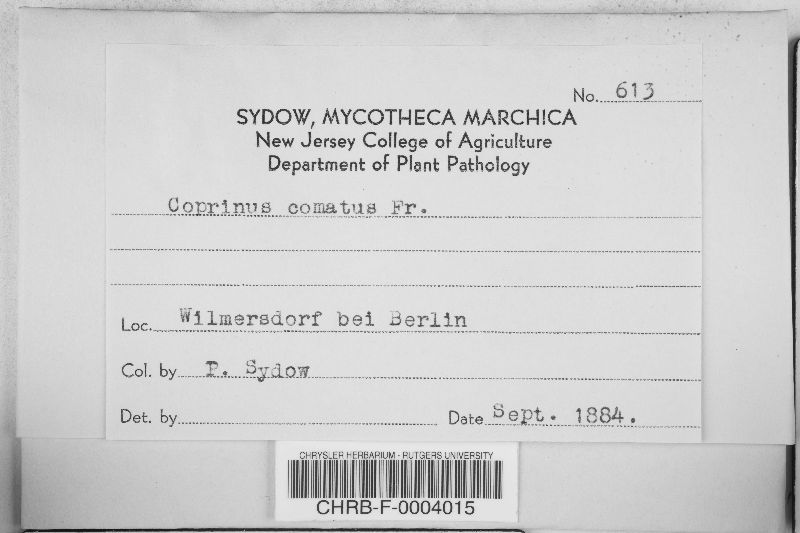 No. 613
SYDOW, MYCOTHECA MARCHICA
New Jersey College of Agriculture
Department of Plant Pathology
Coprinus comatus Fr.
Loc. Wilmersdorf bei Berlin
Col. by P. Sydow
Det. by
Date Sept. 1884.
CHRYSLER HERBARIUM - RUTGERS UNIVERSITY
CHRB-F-0004015